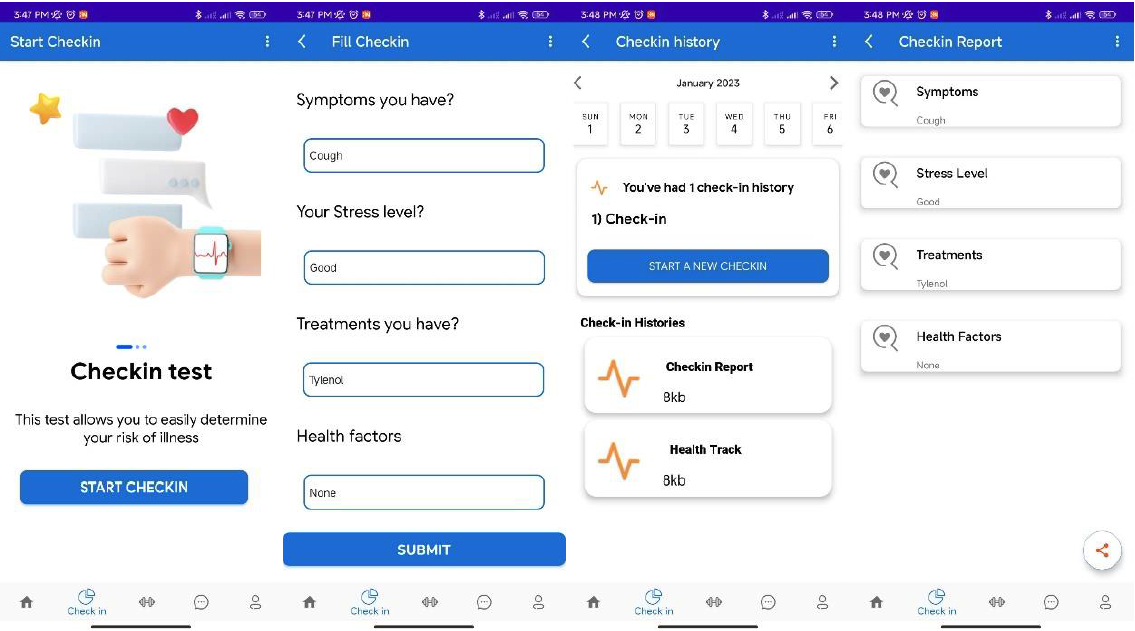 3:47 PM
Start Checkin
Checkin test
This test allows you to easily determine
your risk of illness
START CHECKIN
Check in
3:47 PM
Fill Checkin
Symptoms you have?
Cough
Your Stress level?
Good
Treatments you have?
Tylenol
Health factors
None
SUBMIT
Check in
3:48 PM
Checkin history
January 2023
SUN MON TUE WED THU FRI
1 2 3 4 5 6
You've had 1 check-in history
1) Check-in
START A NEW CHECKIN
Check-in Histories
Checkin Report
8kb
Health Track
8kb
Check in
3:48 PM
Checkin Report
Symptoms
Cough
Stress Level
Good
Treatments
Tylenol
Health Factors
None
Check in